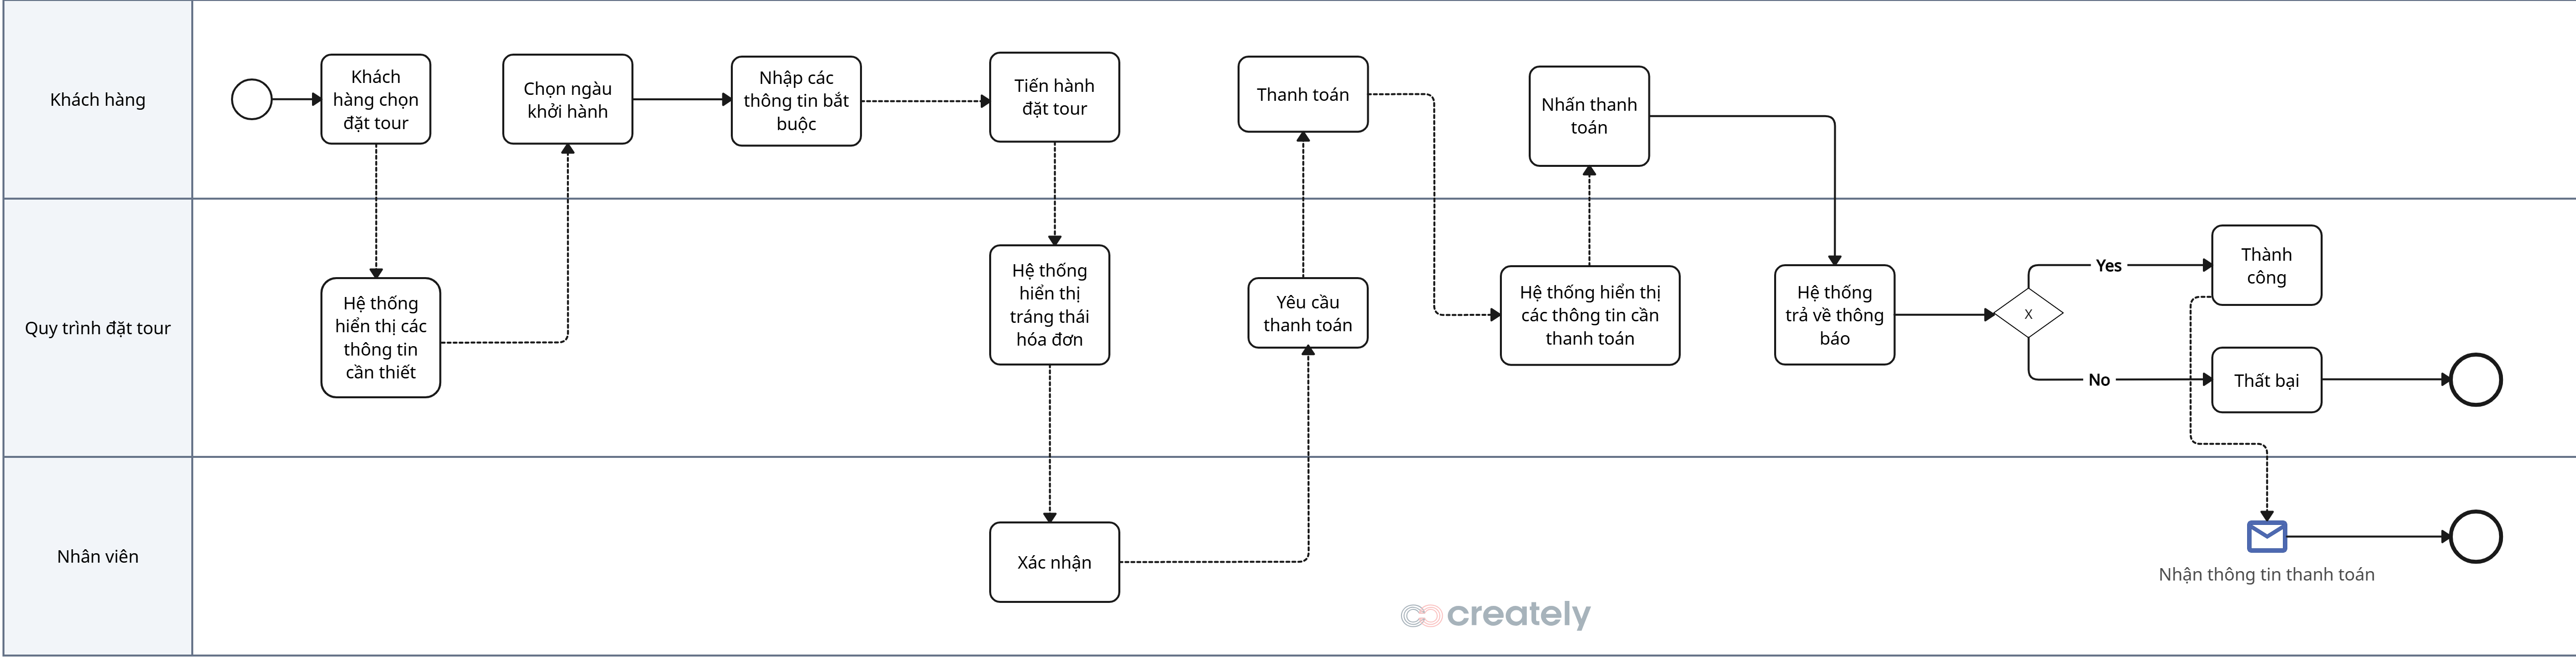 Khách hàng
Khách
hàng chọn
đặt tour
Chọn ngàu
khởi hành
Nhập các
thông tin bắt
buộc
Tiến hành
đặt tour
Thanh toán
Nhấn thanh
toán
Quy trình đặt tour
Hệ thống
hiển thị các
thông tin
cần thiết
Hệ thống
hiển thị
tráng thái
hóa đơn
Yêu cầu
thanh toán
Hệ thống hiển thị
các thông tin cần
thanh toán
Hệ thống
trả về thông
báo
X
Yes
Thành
công
No
Thất bại
Nhân viên
Xác nhận
Nhận thông tin thanh toán
creately